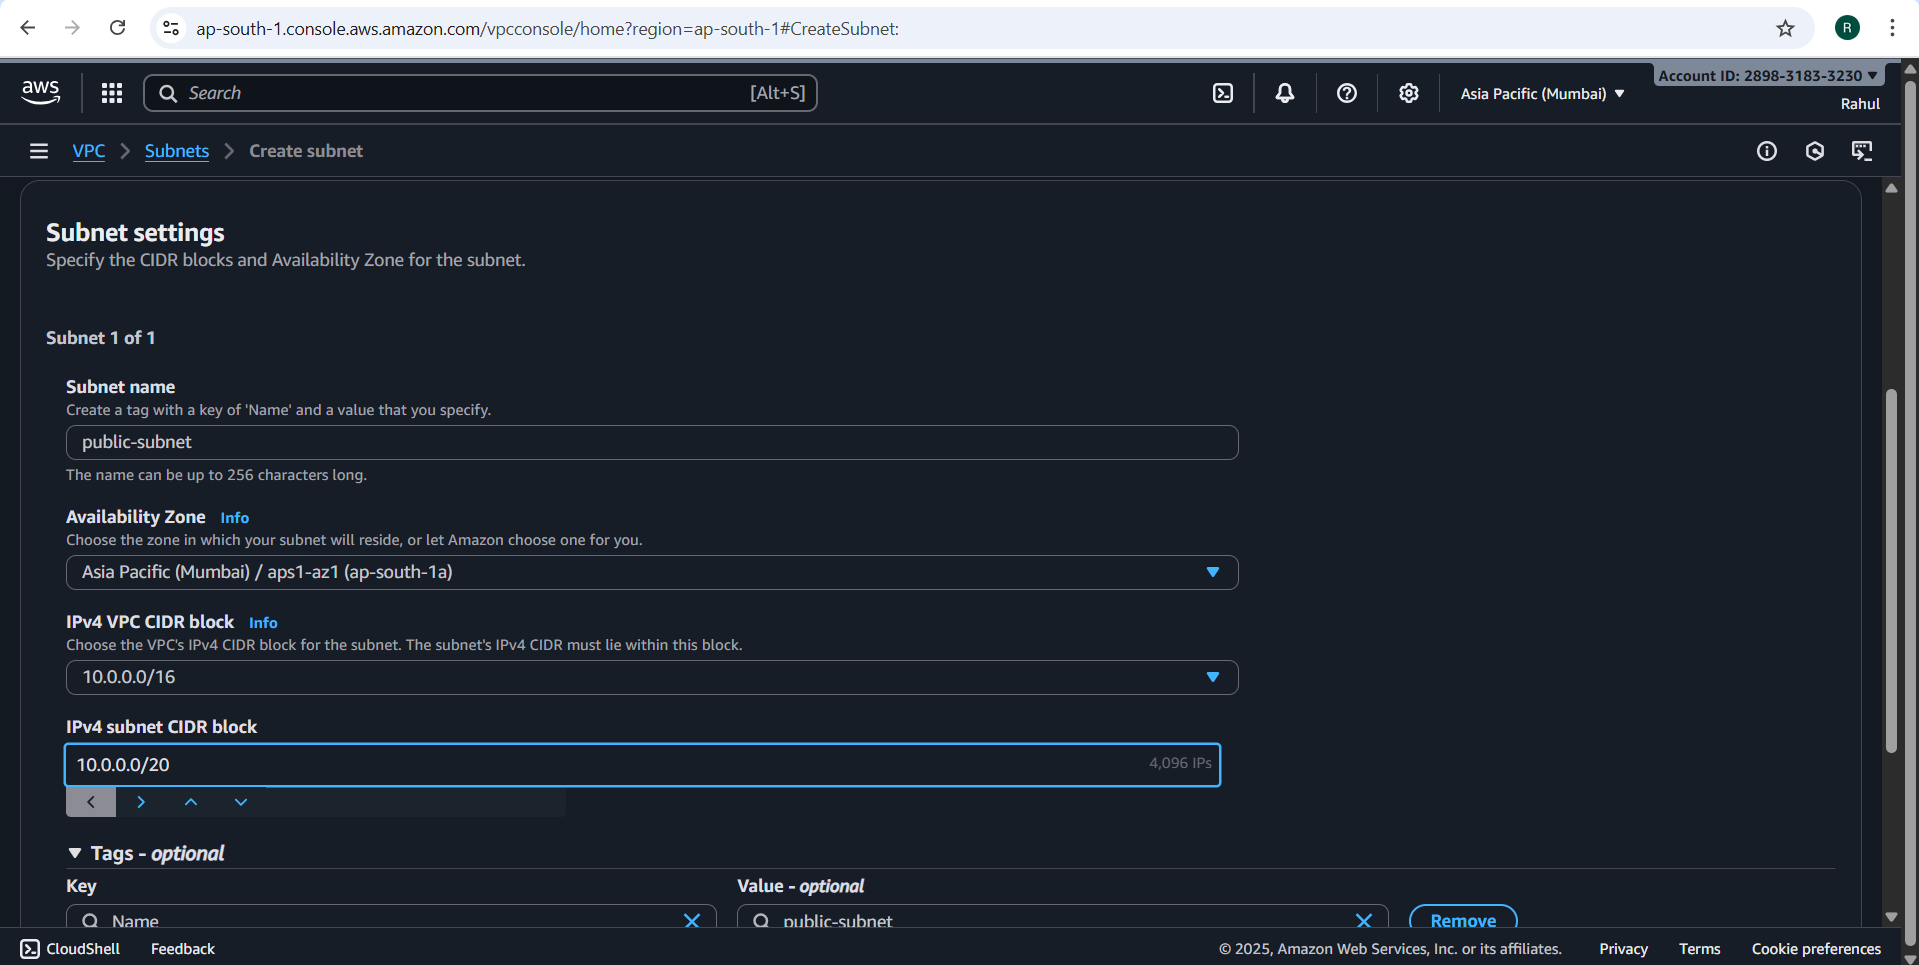 ap-south-1.console.aws.amazon.com/vpcconsole/home?region=ap-south-1#CreateSubnet:
R
aws
Search
[Alt+S]
Asia Pacific (Mumbai)
Account ID: 2898-3183-3230
Rahul
VPC
Subnets
Create subnet
Subnet settings
Specify the CIDR blocks and Availability Zone for the subnet.
Subnet 1 of 1
Subnet name
Create a tag with a key of 'Name' and a value that you specify.
public-subnet
The name can be up to 256 characters long.
Availability Zone Info
Choose the zone in which your subnet will reside, or let Amazon choose one for you.
Asia Pacific (Mumbai) / aps1-az1 (ap-south-1a)
IPv4 VPC CIDR block Info
Choose the VPC's IPv4 CIDR block for the subnet. The subnet's IPv4 CIDR must lie within this block.
10.0.0.0/16
IPv4 subnet CIDR block
10.0.0.0/20
4,096 IPs
Tags - optional
Key
Value - optional
Name
public-subnet
Remove
CloudShell
Feedback
© 2025, Amazon Web Services, Inc. or its affiliates.
Privacy
Terms
Cookie preferences